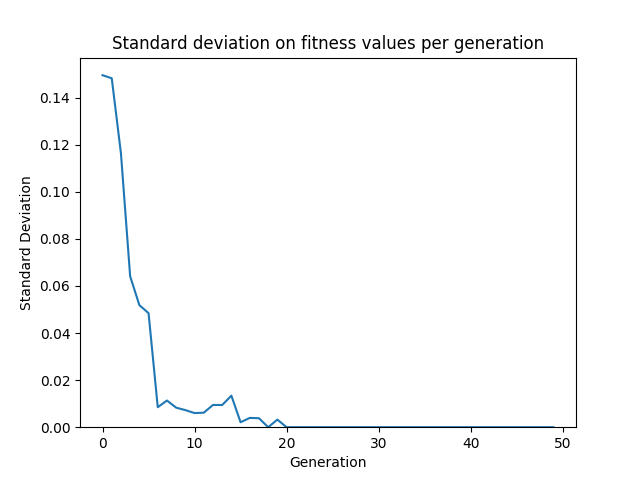 Standard deviation on fitness values per generation
0.14
0.12
0.10
0.08
0.06
0.04
0.02
0.00
Standard Deviation
0 10 20 30 40 50
Generation